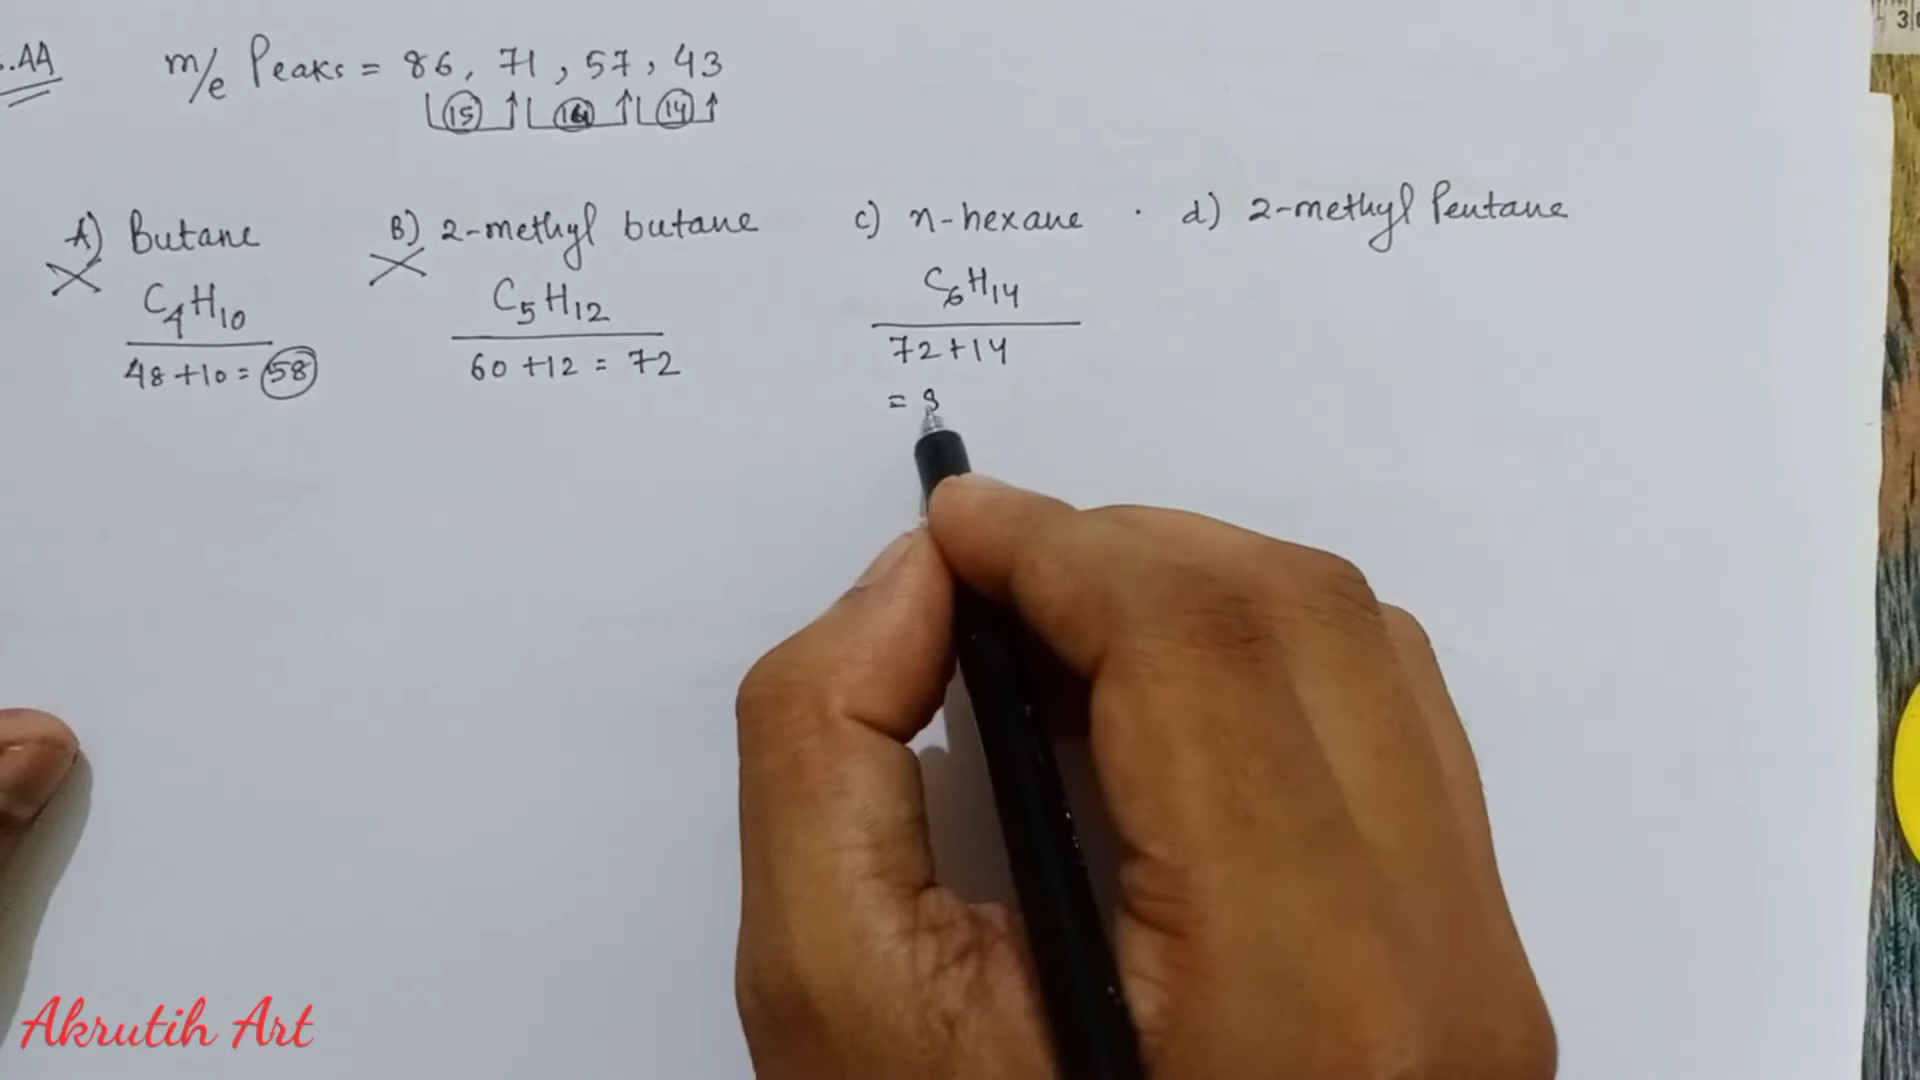 .44 m/e Peaks = 86, 71, 57, 43
15 14 14
A) Butane B) 2-methyl butane c) n-hexane . d) 2-methyl Pentane
C4H10 C5H12 C6H14
48+10=58 60+12=72 72+14
= 8
30
Akrutih Art